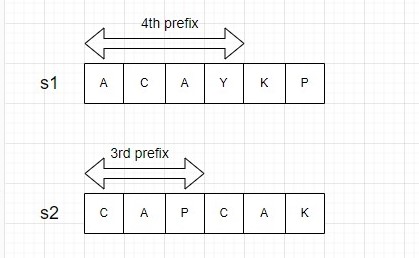 4th prefix
s1 A C A Y K P
3rd prefix
s2 C A P C A K